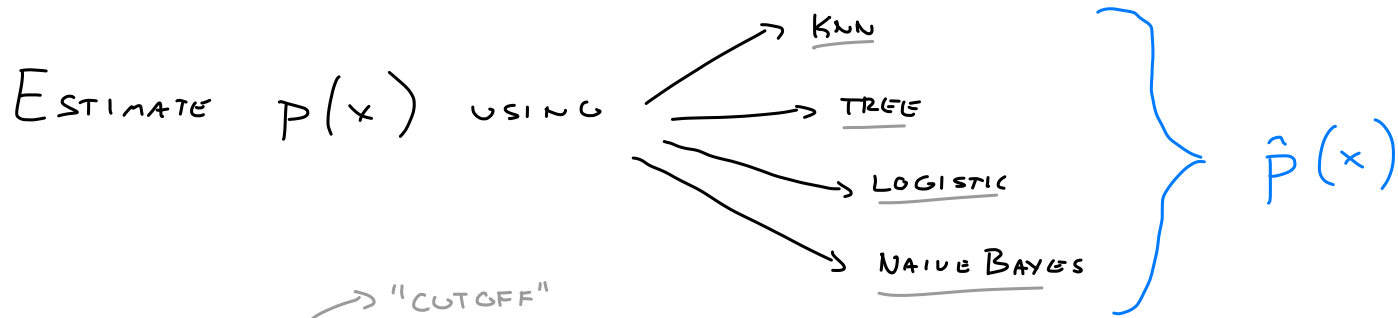 KNN
ESTIMATE p(x) USING
TREE
p̂(x)
LOGISTIC
NAIVE BAYES
"CUTOFF"